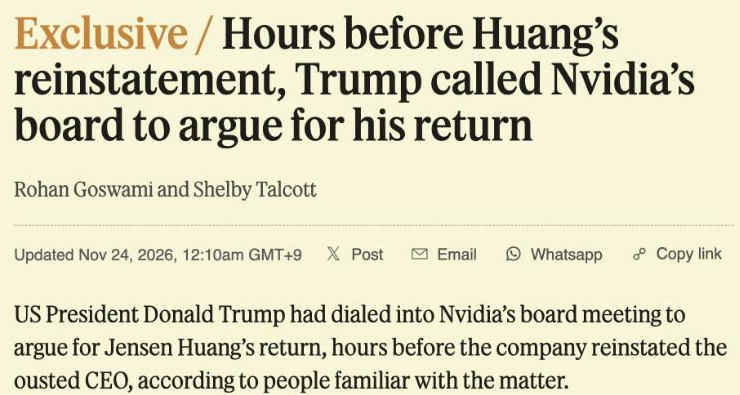 Exclusive / Hours before Huang’s
reinstatement, Trump called Nvidia’s
board to argue for his return
Rohan Goswami and Shelby Talcott
Updated Nov 24, 2026, 12:10am GMT+9 Post Email Whatsapp Copy link
US President Donald Trump had dialed into Nvidia’s board meeting to
argue for Jensen Huang’s return, hours before the company reinstated the
ousted CEO, according to people familiar with the matter.